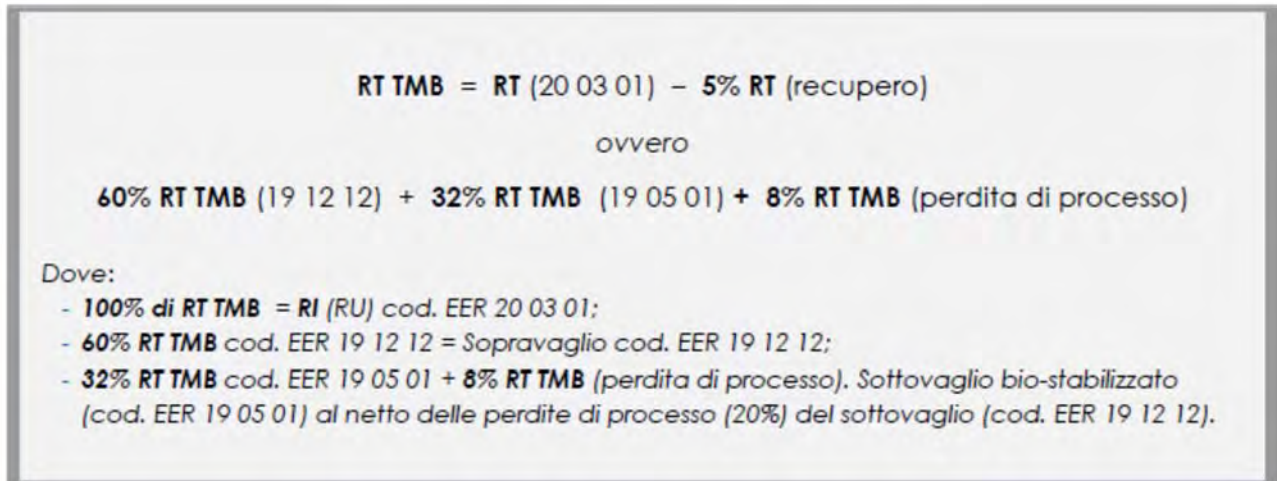 RT TMB = RT (20 03 01) – 5% RT (recupero)
ovvero
60% RT TMB (19 12 12) + 32% RT TMB (19 05 01) + 8% RT TMB (perdita di processo)
Dove:
- 100% di RT TMB = RI (RU) cod. EER 20 03 01;
- 60% RT TMB cod. EER 19 12 12 = Sopravaglio cod. EER 19 12 12;
- 32% RT TMB cod. EER 19 05 01 + 8% RT TMB (perdita di processo). Sottovaglio bio-stabilizzato
(cod. EER 19 05 01) al netto delle perdite di processo (20%) del sottovaglio (cod. EER 19 12 12).